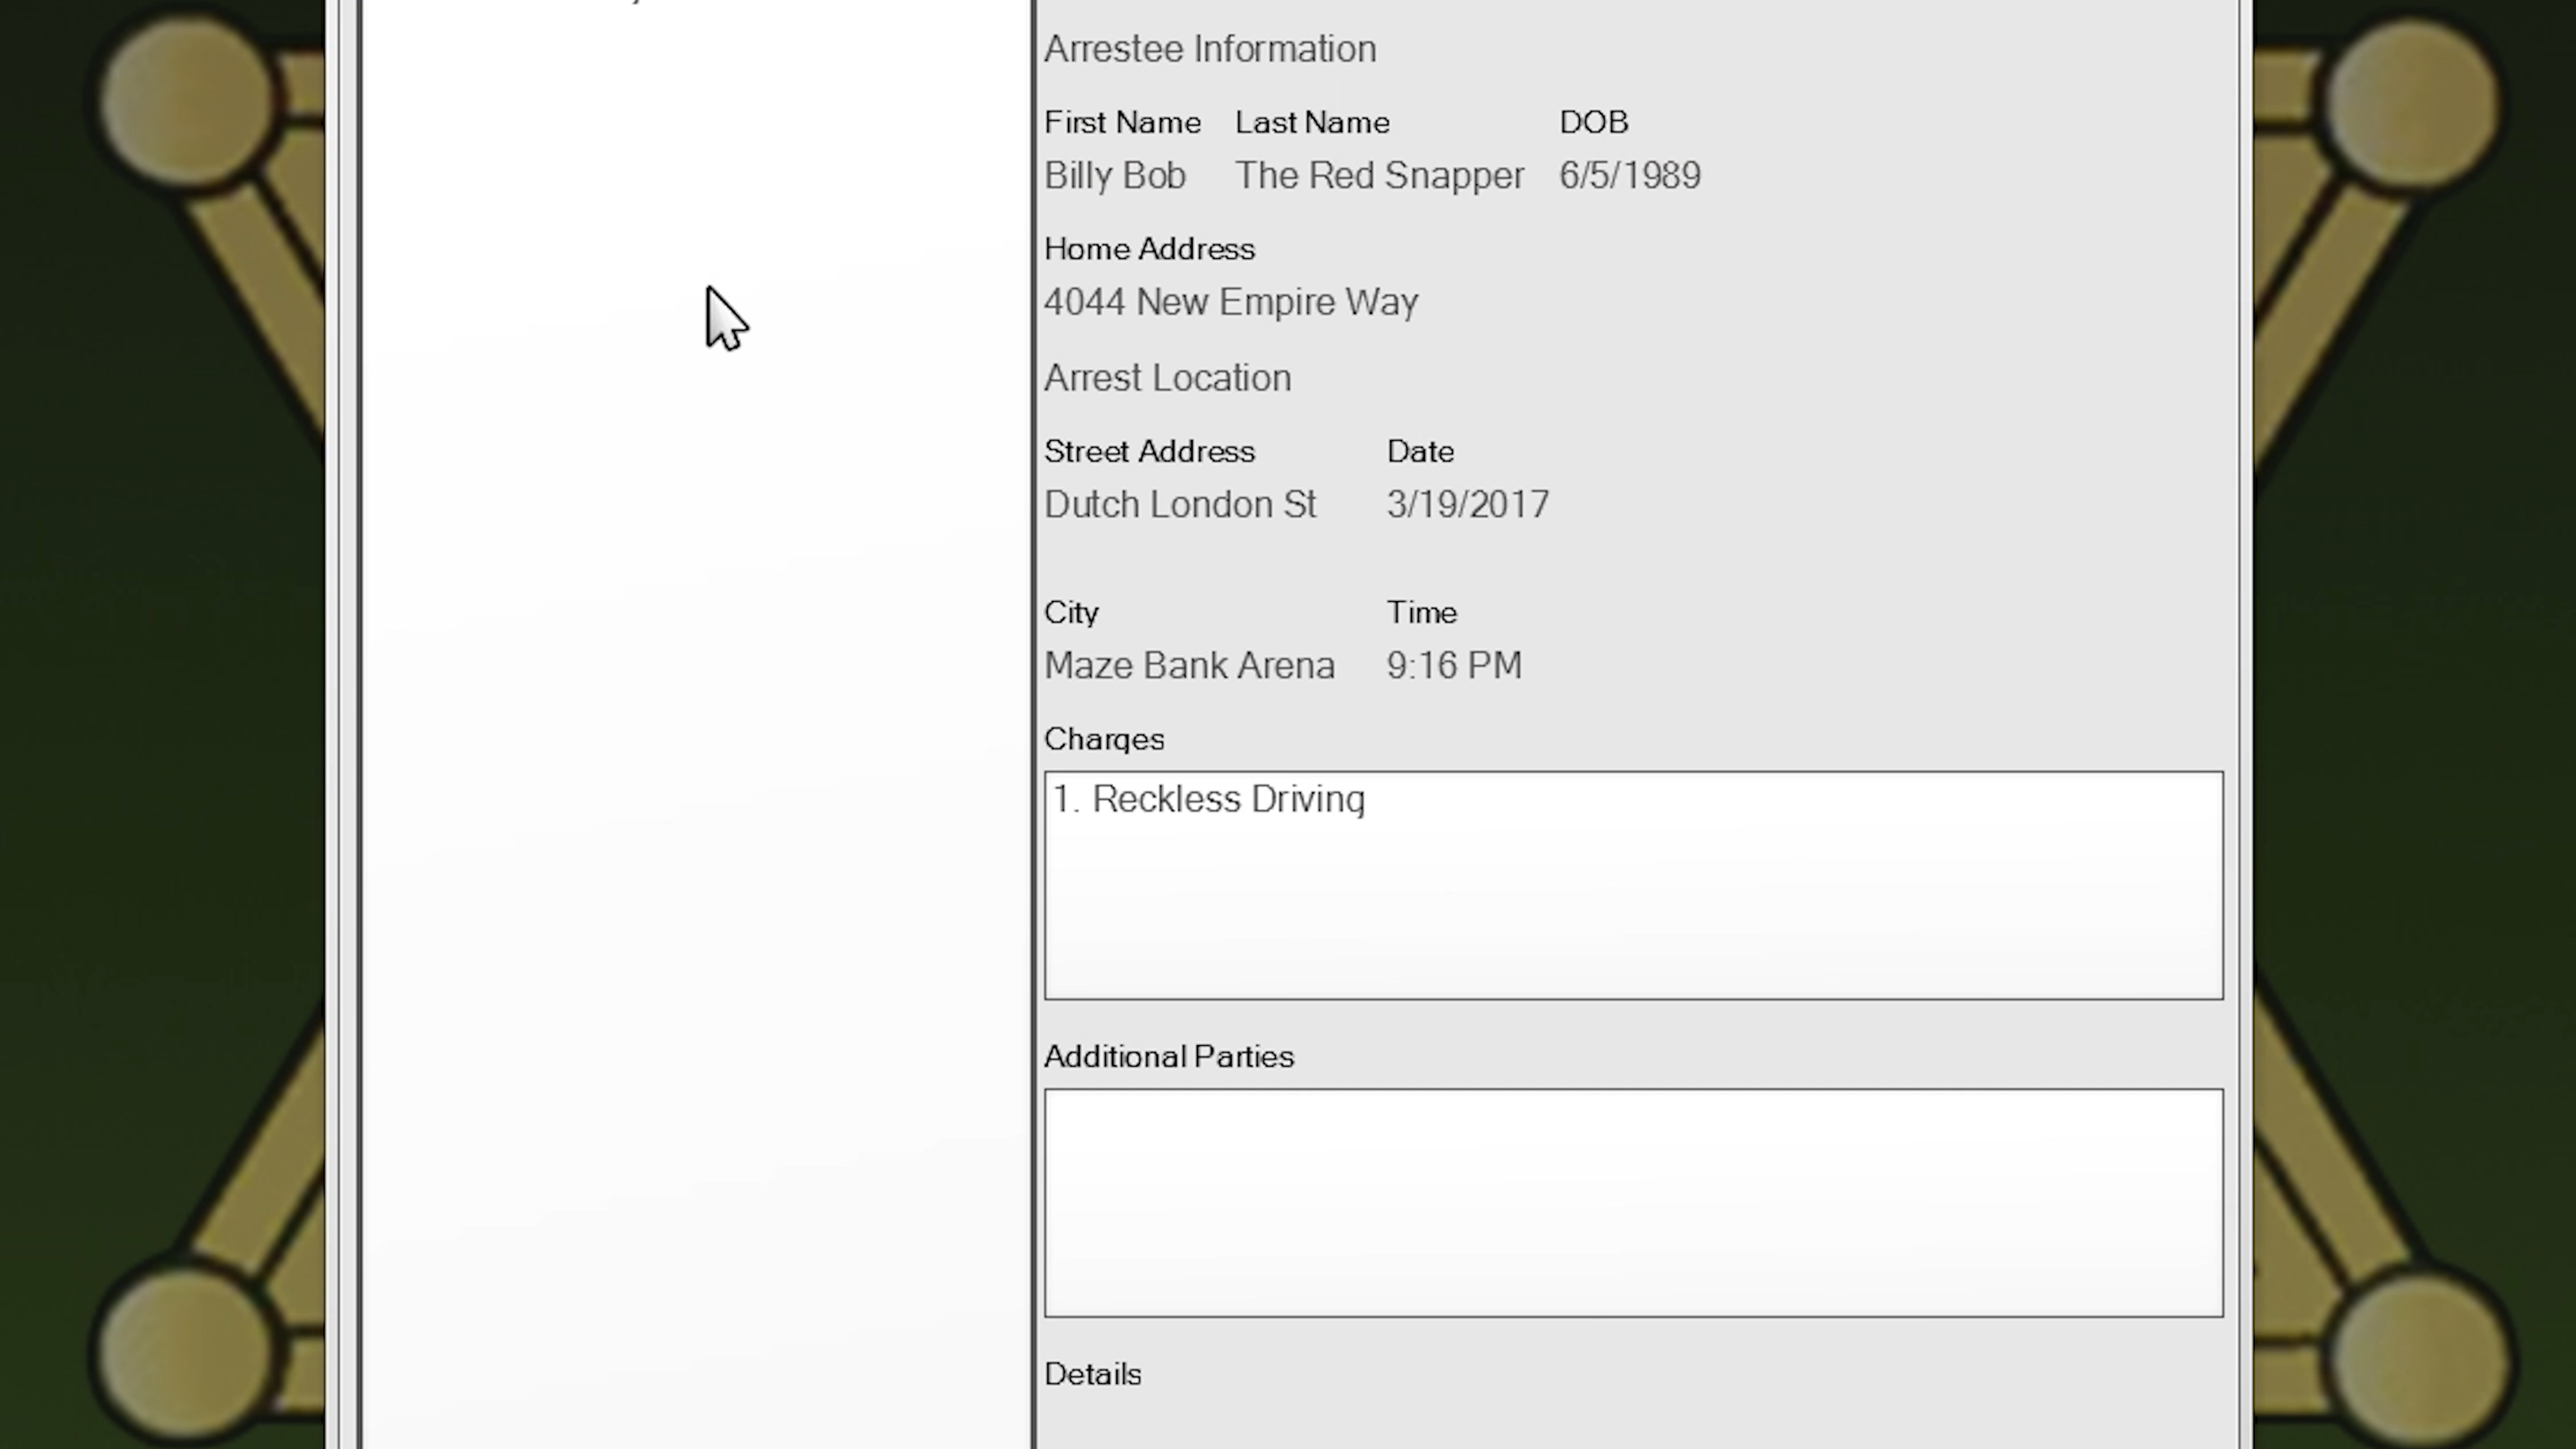 Arrestee Information
First Name Last Name DOB
Billy Bob The Red Snapper 6/5/1989
Home Address
4044 New Empire Way
Arrest Location
Street Address Date
Dutch London St 3/19/2017
City Time
Maze Bank Arena 9:16 PM
Charges
1. Reckless Driving
Additional Parties
Details